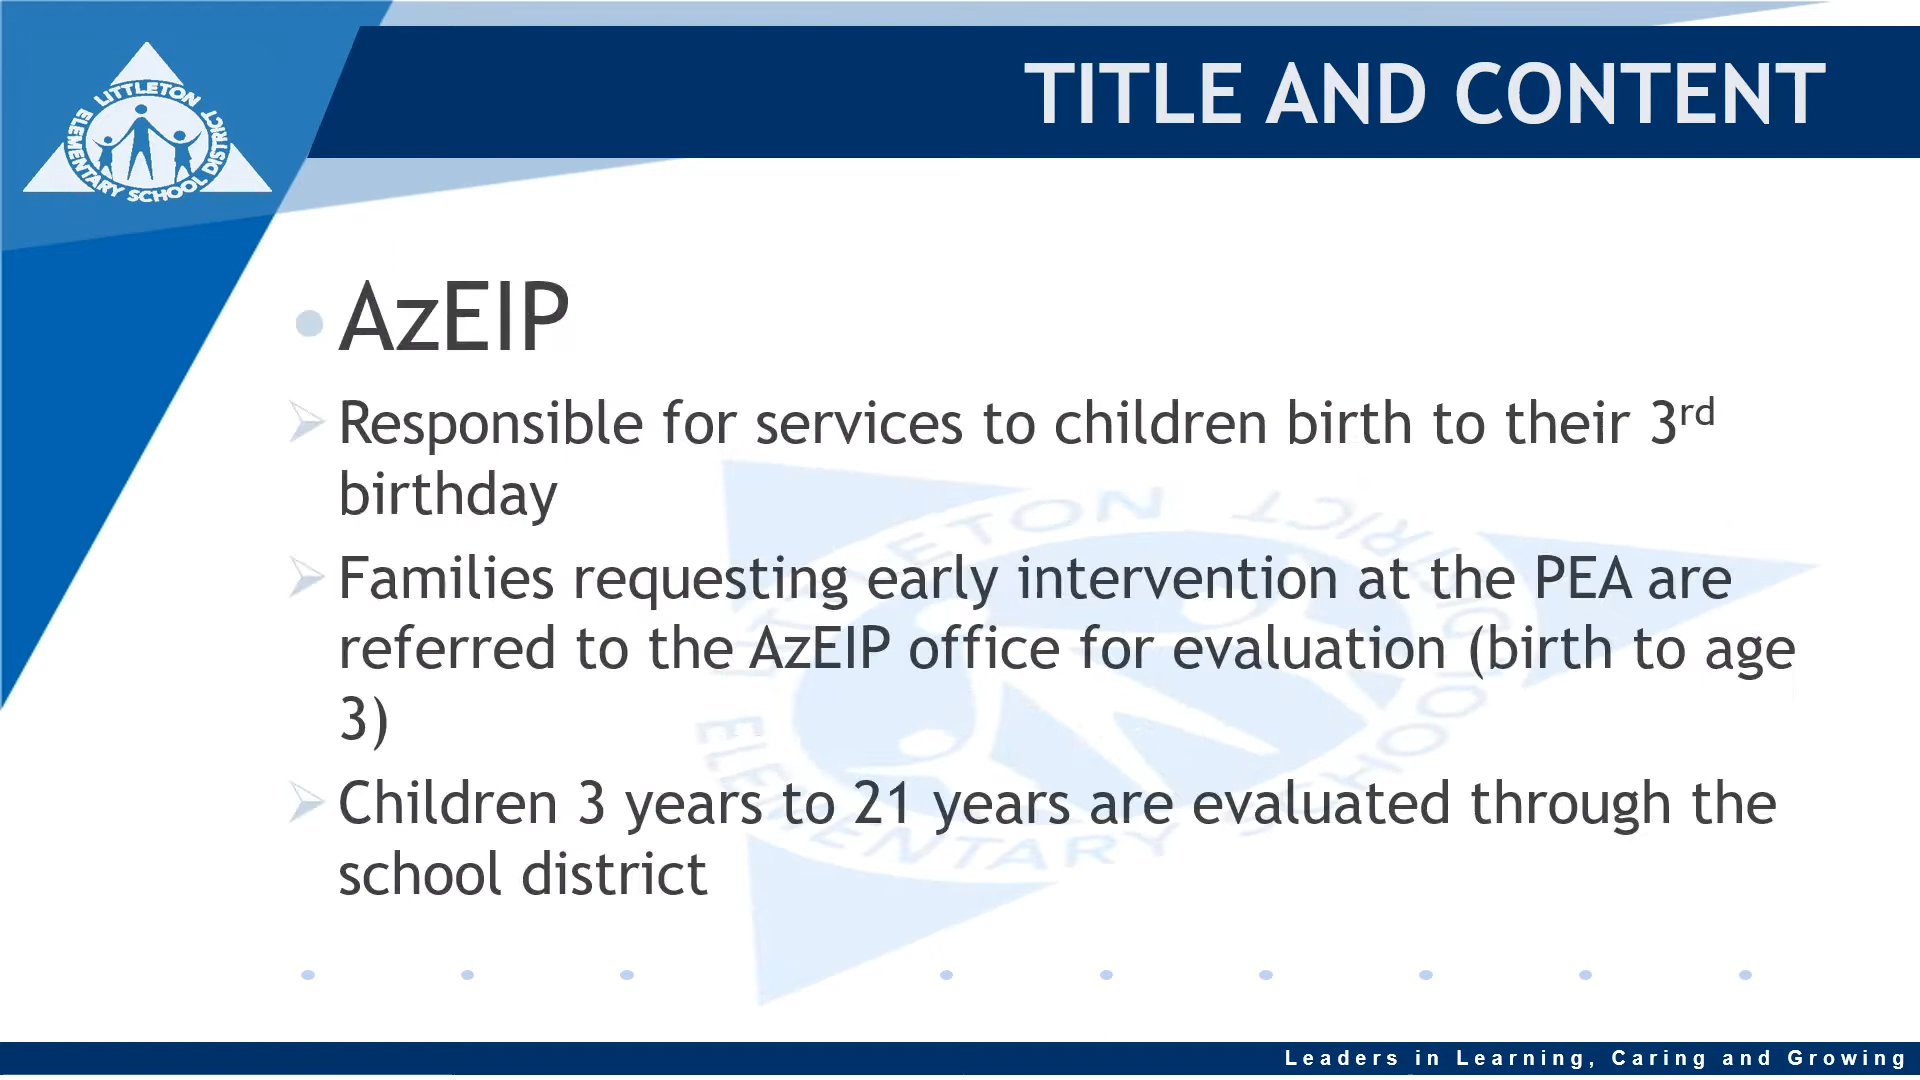 LITTLETON
ELEMENTARY SCHOOL DISTRICT
TITLE AND CONTENT
• AzEIP
Responsible for services to children birth to their 3rd
birthday
Families requesting early intervention at the PEA are
referred to the AzEIP office for evaluation (birth to age
3)
Children 3 years to 21 years are evaluated through the
school district
Leaders in Learning, Caring and Growing